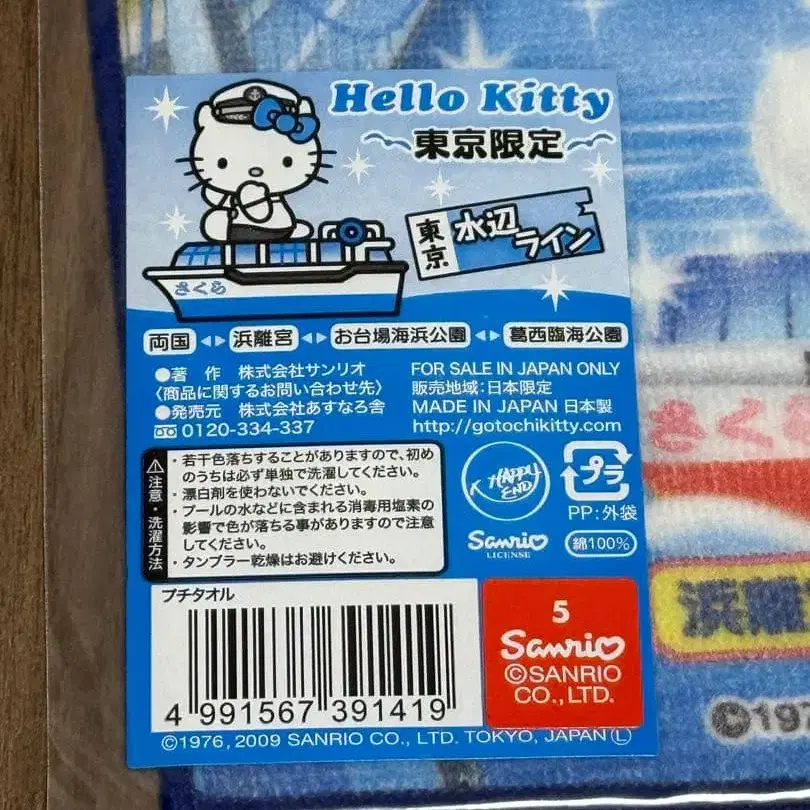 Hello Kitty
～東京限定～
東京
水辺
ライン
さくら
両国 ◀▶ 浜離宮 ◀▶ お台場海浜公園 ◀▶ 葛西臨海公園
●著 作 株式会社サンリオ
〈商品に関するお問い合わせ先〉
●発売元 株式会社あすなろ舎
0120-334-337
FOR SALE IN JAPAN ONLY
販売地域:日本限定
MADE IN JAPAN 日本製
http://gotochikitty.com/
⚠注意・洗濯方法
・若干色落ちすることがありますので、初め
のうちは必ず単独で洗濯してください。
・漂白剤を使わないでください。
・プールの水などに含まれる消毒用塩素の
影響で色が落ちる事がありますので注意
してください。
・タンブラー乾燥はお避けください。
HAPPY
END
プラ
PP:外袋
Sanrio
LICENSE
綿100%
プチタオル
4 991567 391419
5
Sanrio
©SANRIO
CO., LTD.
©1976, 2009 SANRIO CO., LTD. TOKYO, JAPAN Ⓛ
さくら
浜離
©197